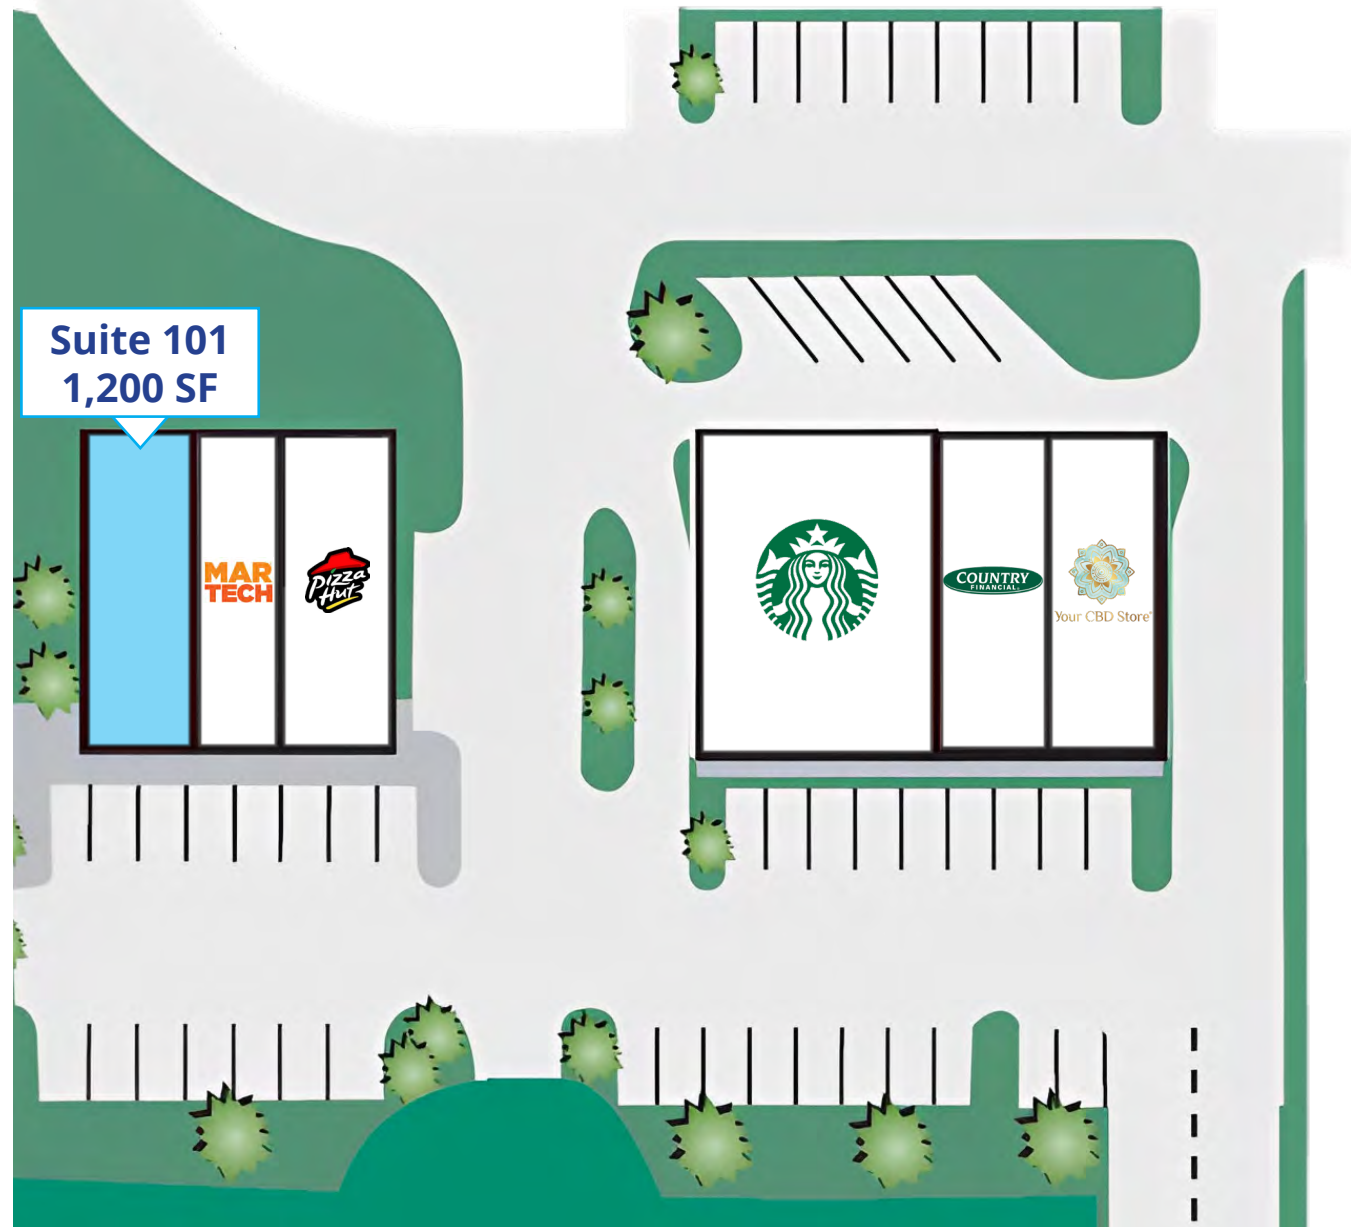 Suite 101
1,200 SF
MAR
TECH
Pizza
Hut
COUNTRY
FINANCIAL
Your CBD Store